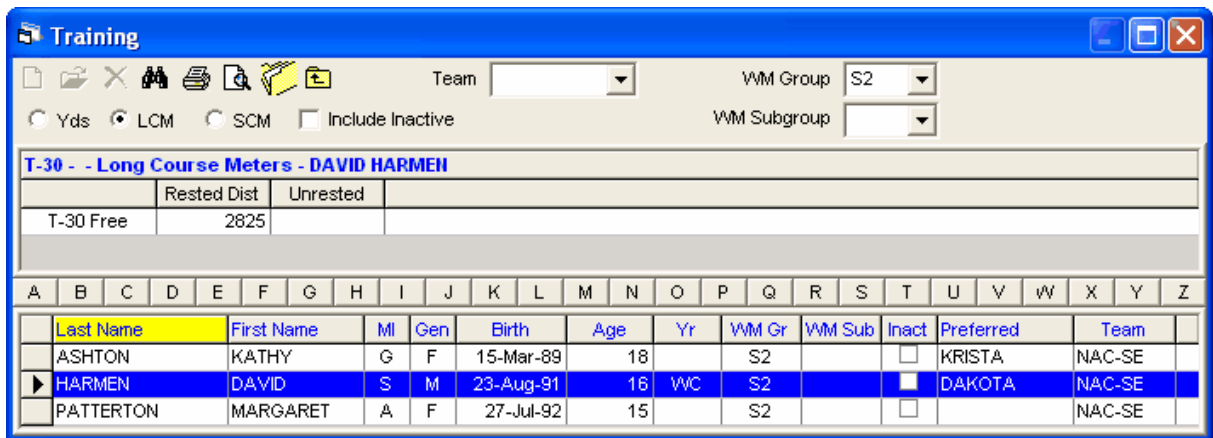 Training
Team WM Group S2
Yds LCM SCM Include Inactive WM Subgroup
T-30 - - Long Course Meters - DAVID HARMEN
Rested Dist Unrested
T-30 Free 2825
A B C D E F G H I J K L M N O P Q R S T U V W X Y Z
Last Name First Name MI Gen Birth Age Yr WM Gr WM Sub Inact Preferred Team
ASHTON KATHY G F 15-Mar-89 18 S2 KRISTA NAC-SE
HARMEN DAVID S M 23-Aug-91 16 WC S2 DAKOTA NAC-SE
PATTERTON MARGARET A F 27-Jul-92 15 S2 NAC-SE